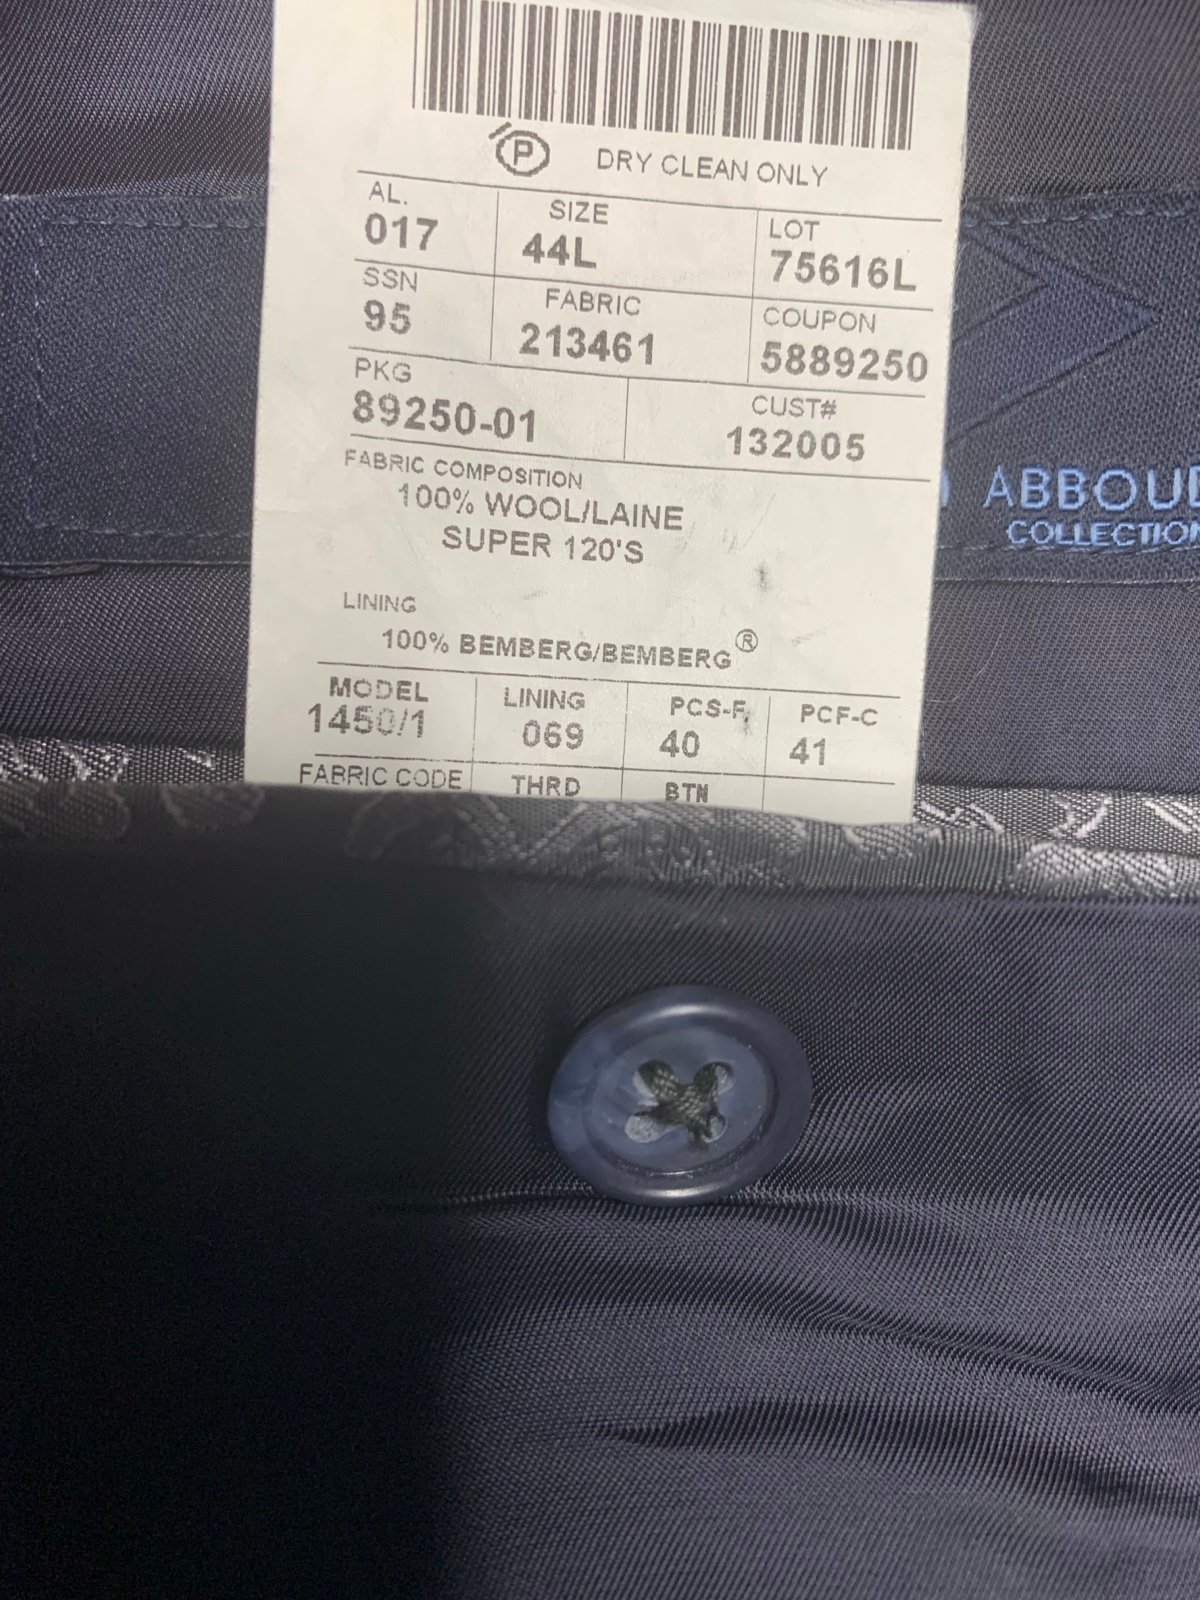 P DRY CLEAN ONLY
AL. SIZE LOT
017 44L 75616L
SSN FABRIC COUPON
95 213461 5889250
PKG CUST#
89250-01 132005
FABRIC COMPOSITION
100% WOOL/LAINE
SUPER 120'S
LINING
100% BEMBERG/BEMBERG®
MODEL LINING PCS-F PCF-C
1450/1 069 40 41
FABRIC CODE THRD BTN
ABBOU
COLLECTIO